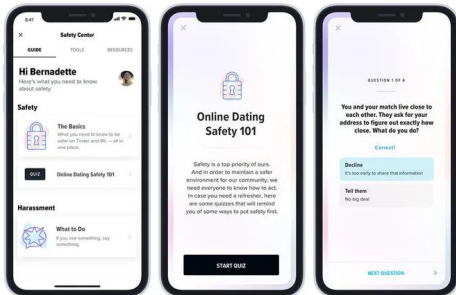 9:41
Safety Center
GUIDE TOOLS RESOURCES
Hi Bernadette
Here's what you need to know
about safety
Safety
The Basics
What you need to know to be
safer on Tinder and IRL — all in
one place.
QUIZ
Online Dating Safety 101
Harassment
What to Do
If you see something, say
something.
Online Dating
Safety 101
Safety is a top priority of ours.
And in order to maintain a safer
environment for our community, we
need everyone to know how to act.
In case you need a refresher, here
are some quizzes that will remind
you of some ways to put safety first.
START QUIZ
QUESTION 1 OF 6
You and your match live close to
each other. They ask for your
address to figure out exactly how
close. What do you do?
Correct!
Decline
It's too early to share that information
Tell them
No big deal
NEXT QUESTION